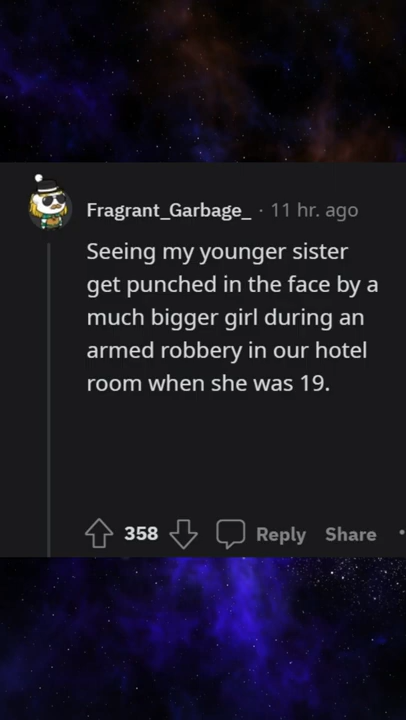 Fragrant_Garbage_ · 11 hr. ago
Seeing my younger sister
get punched in the face by a
much bigger girl during an
armed robbery in our hotel
room when she was 19.
358 Reply Share